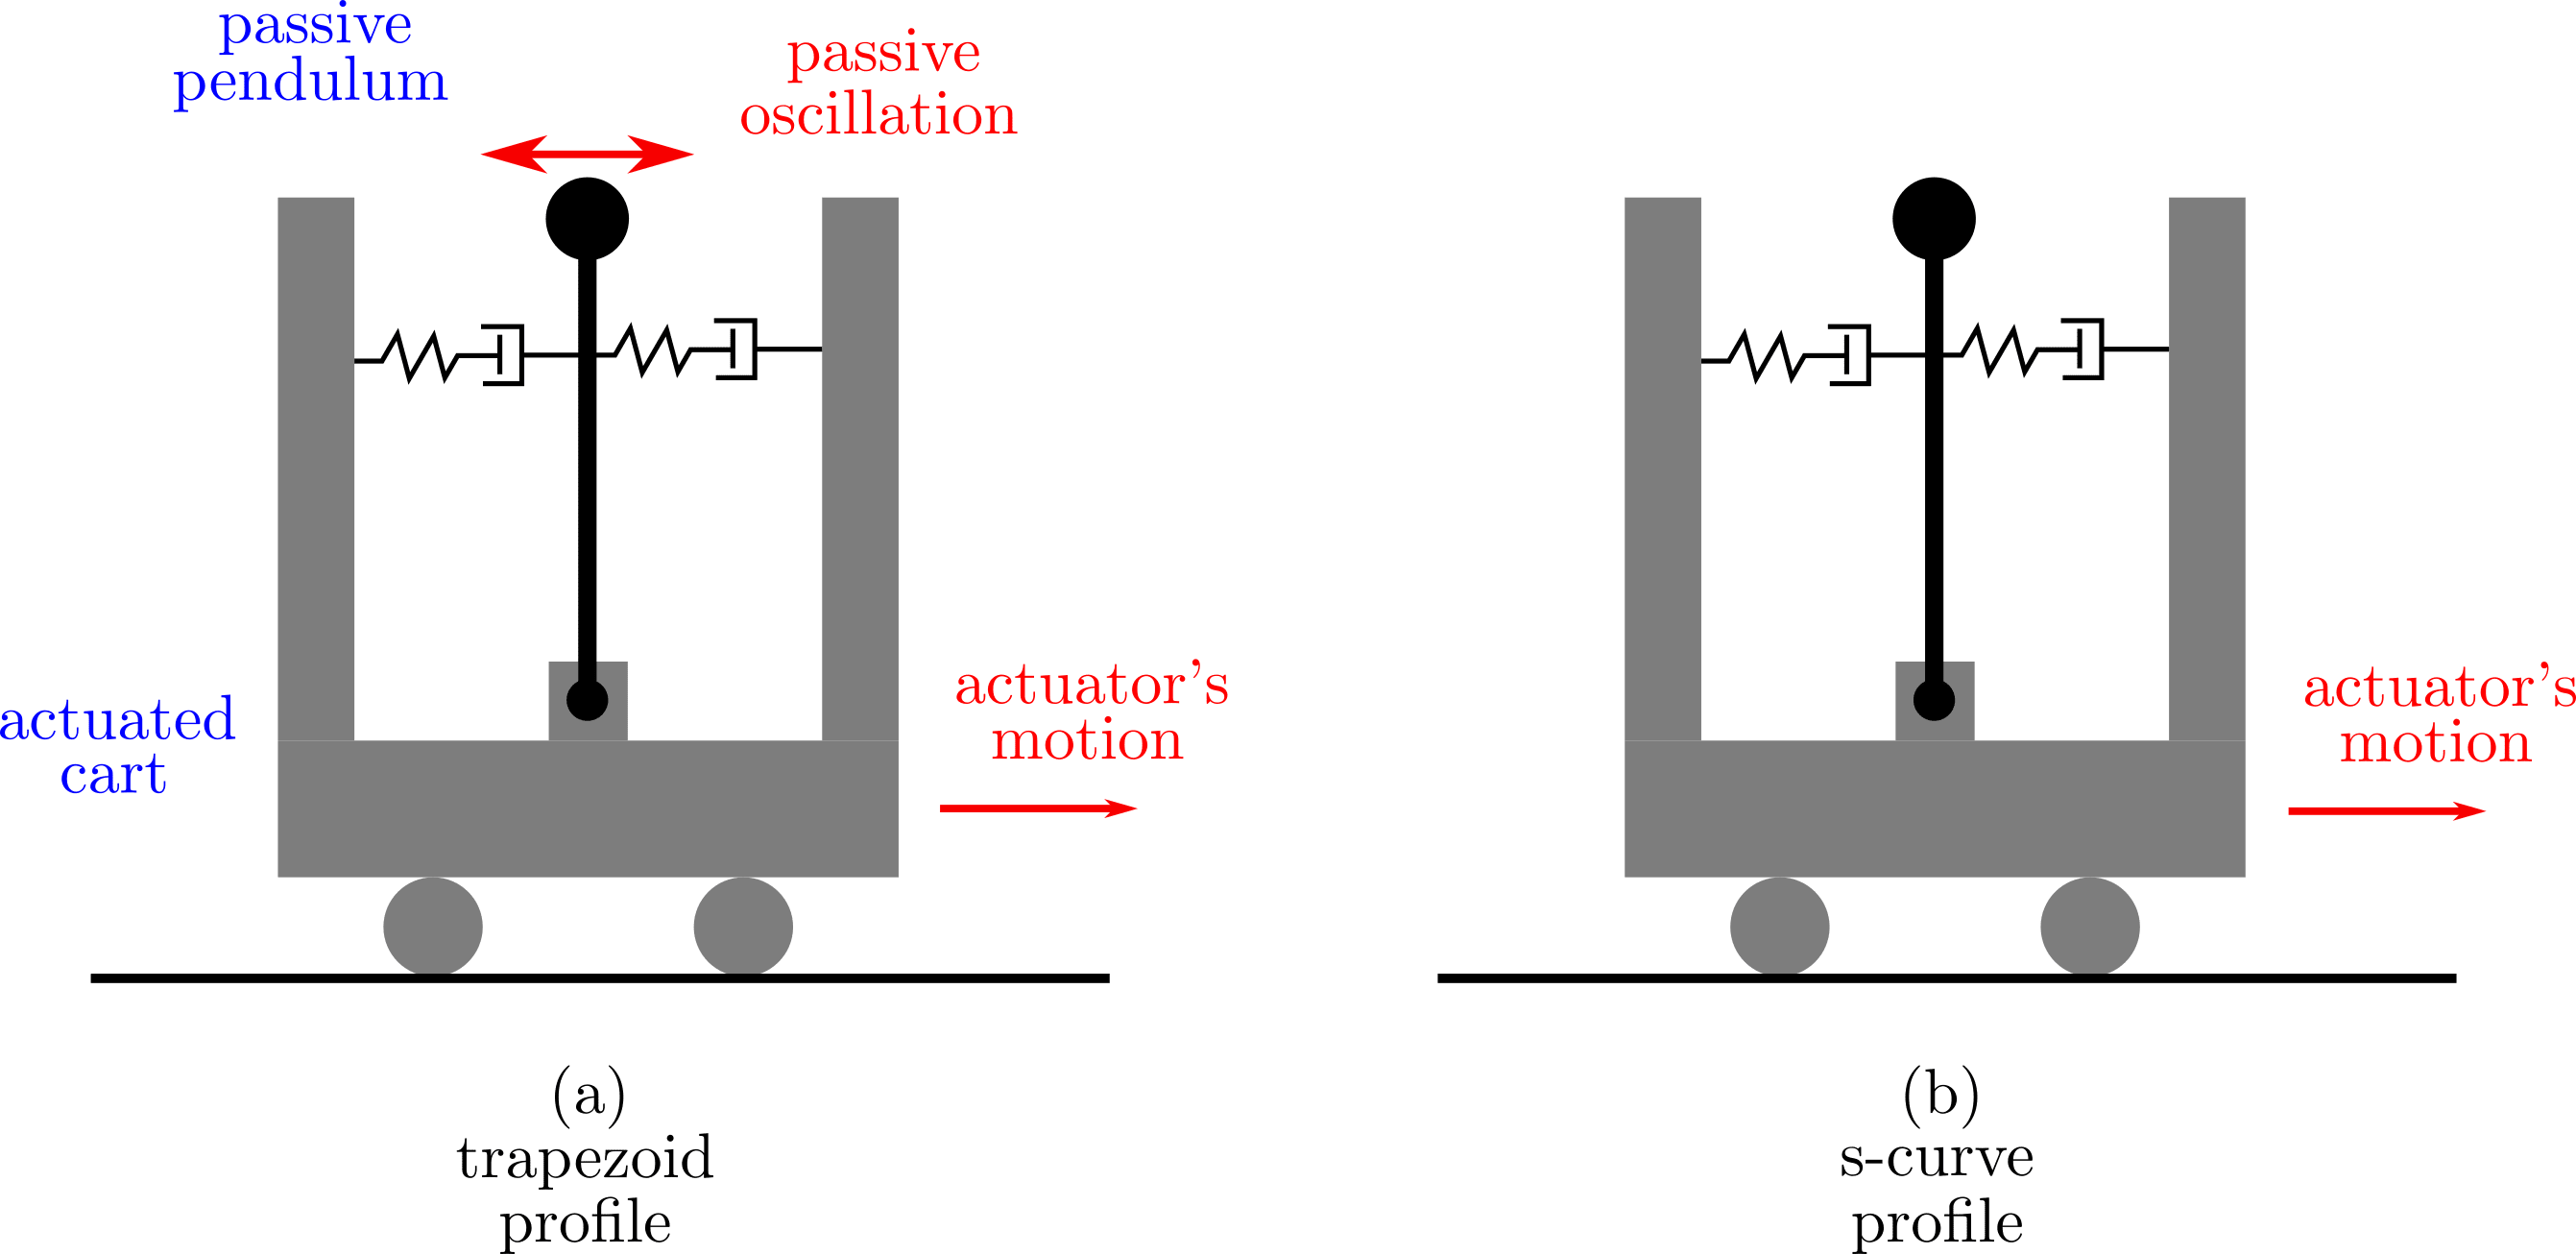 passive
pendulum
passive
oscillation
actuated
cart
actuator's
motion
actuator's
motion
(a)
trapezoid
profile
(b)
s-curve
profile